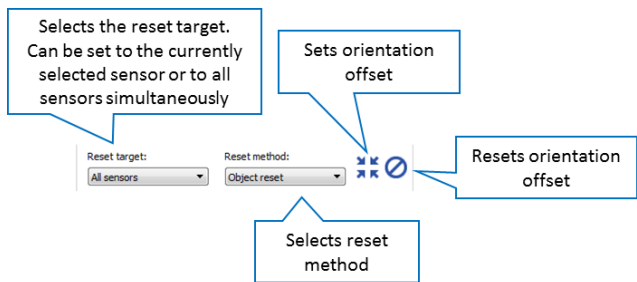 Selects the reset target.
Can be set to the currently
selected sensor or to all
sensors simultaneously
Sets orientation
offset
Reset target:
All sensors
Reset method:
Object reset
Resets orientation
offset
Selects reset
method